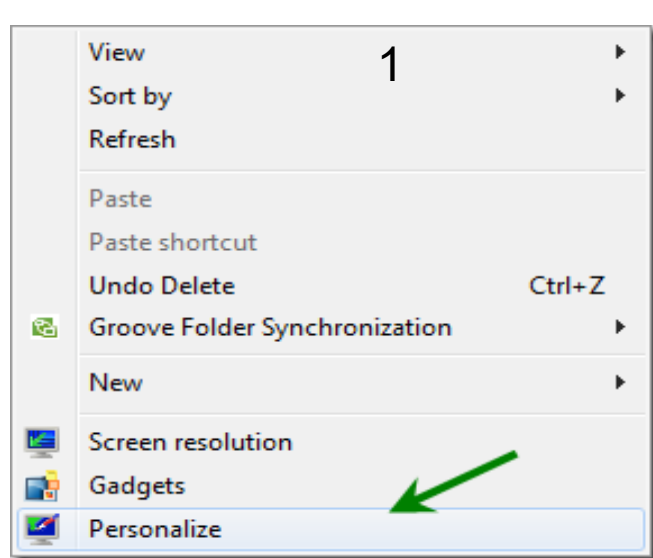 View
1
Sort by
Refresh
Paste
Paste shortcut
Undo Delete Ctrl+Z
Groove Folder Synchronization
New
Screen resolution
Gadgets
Personalize